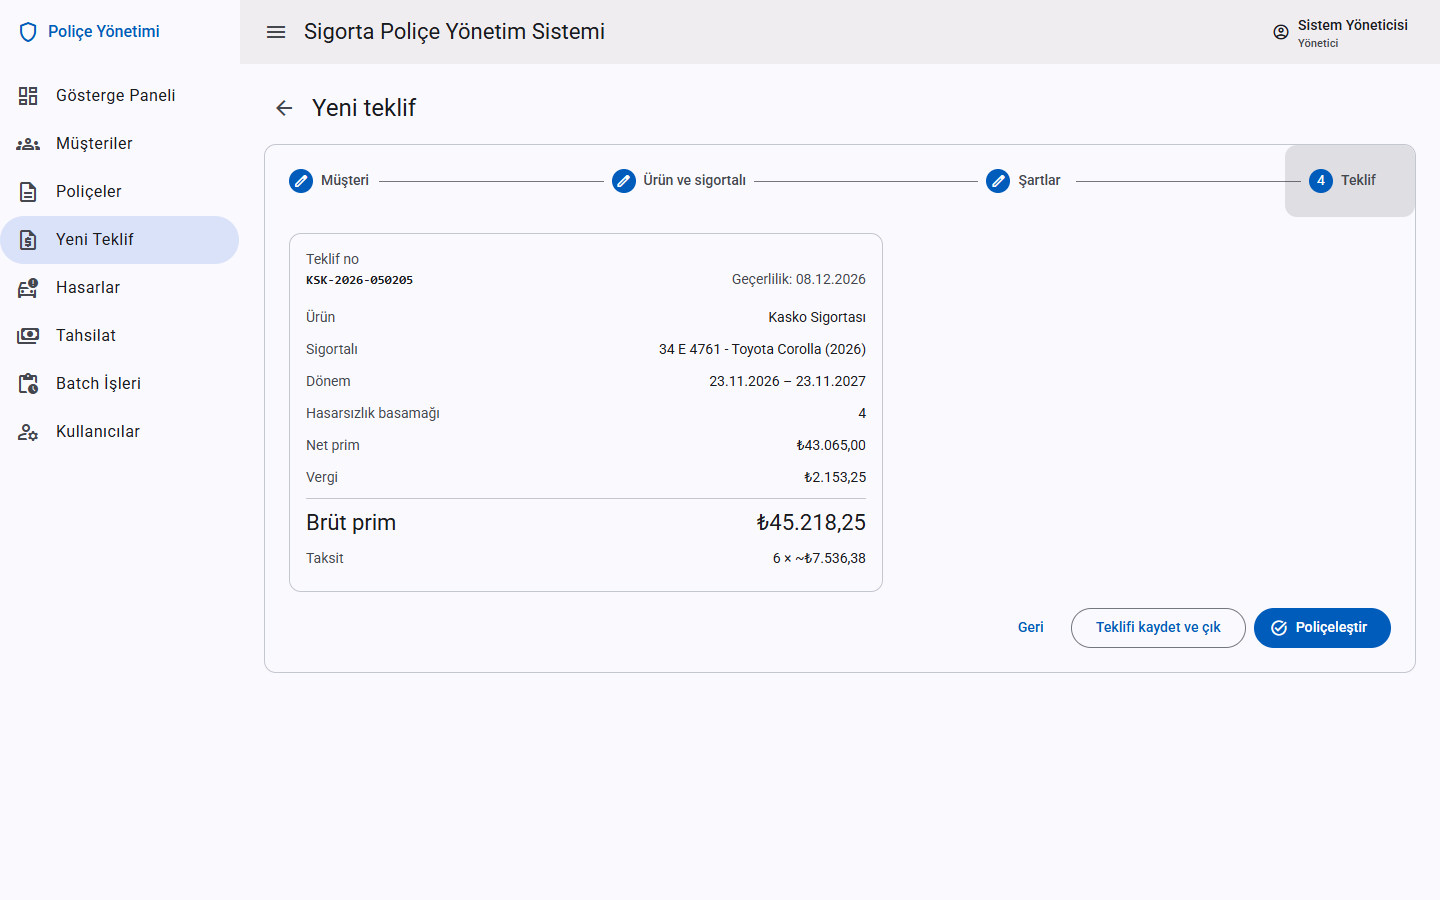 Poliçe Yönetimi
Sigorta Poliçe Yönetim Sistemi
Sistem Yöneticisi
Yönetici
Gösterge Paneli
Müşteriler
Poliçeler
Yeni Teklif
Hasarlar
Tahsilat
Batch İşleri
Kullanıcılar
Yeni teklif
Müşteri
Ürün ve sigortalı
Şartlar
4 Teklif
Teklif no
KSK-2026-050205
Geçerlilik: 08.12.2026
Ürün Kasko Sigortası
Sigortalı 34 E 4761 - Toyota Corolla (2026)
Dönem 23.11.2026 – 23.11.2027
Hasarsızlık basamağı 4
Net prim ₺43.065,00
Vergi ₺2.153,25
Brüt prim ₺45.218,25
Taksit 6 × ~₺7.536,38
Geri
Teklifi kaydet ve çık
Poliçeleştir